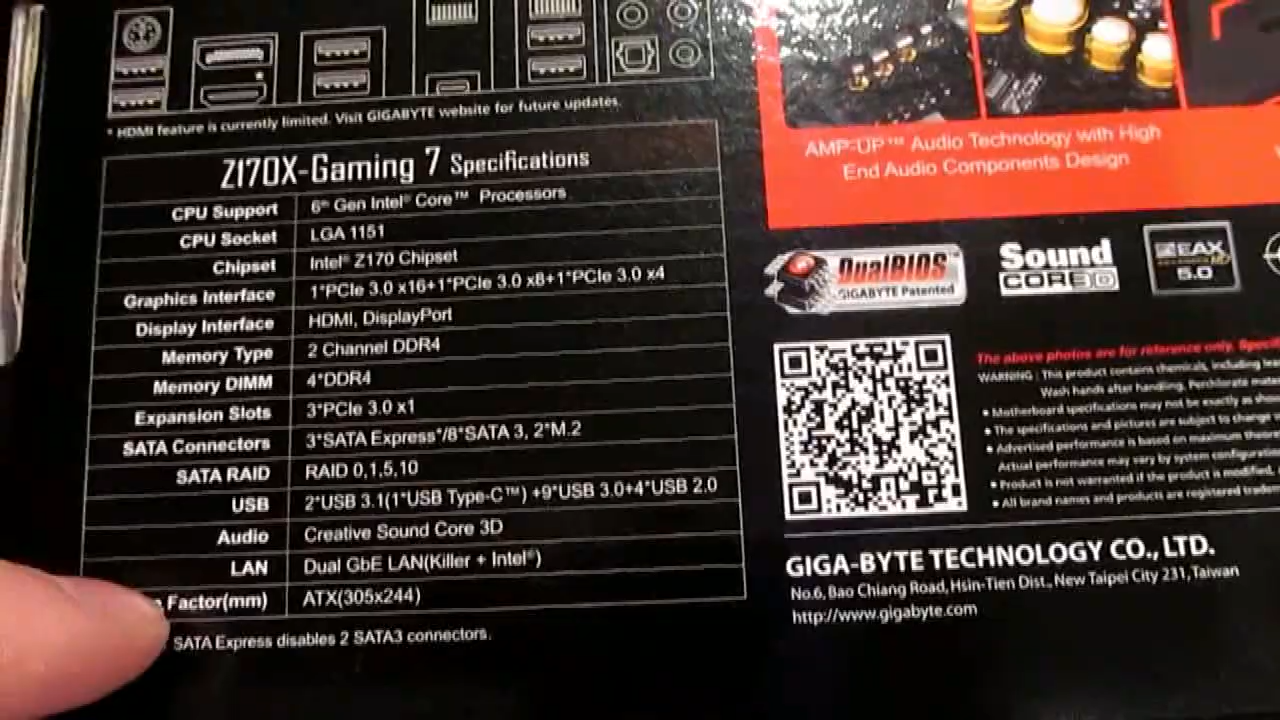 * HDMI feature is currently limited. Visit GIGABYTE website for future updates.
Z170X-Gaming 7 Specifications
CPU Support 6th Gen Intel® Core™ Processors
CPU Socket LGA 1151
Chipset Intel® Z170 Chipset
Graphics Interface 1*PCIe 3.0 x16+1*PCIe 3.0 x8+1*PCIe 3.0 x4
Display Interface HDMI, DisplayPort
Memory Type 2 Channel DDR4
Memory DIMM 4*DDR4
Expansion Slots 3*PCIe 3.0 x1
SATA Connectors 3*SATA Express*/8*SATA 3, 2*M.2
SATA RAID RAID 0,1,5,10
USB 2*USB 3.1(1*USB Type-C™) +9*USB 3.0+4*USB 2.0
Audio Creative Sound Core 3D
LAN Dual GbE LAN(Killer + Intel®)
Factor(mm) ATX(305x244)
SATA Express disables 2 SATA3 connectors.
AMP-UP™ Audio Technology with High
End Audio Components Design
DualBIOS™
GIGABYTE Patented
Sound
CORE3D
EAX
5.0
The above photos are for reference only.
WARNING : This product contains chemicals, including
Wash hands after handling. Perchlorate
• Motherboard specifications may not be exactly as
• The specifications and pictures are subject to change
• Advertised performance is based on maximum
Actual performance may vary by system
• Product is not warranted if the product is modified,
• All brand names and products are registered
GIGA-BYTE TECHNOLOGY CO., LTD.
No.6, Bao Chiang Road, Hsin-Tien Dist., New Taipei City 231, Taiwan
http://www.gigabyte.com